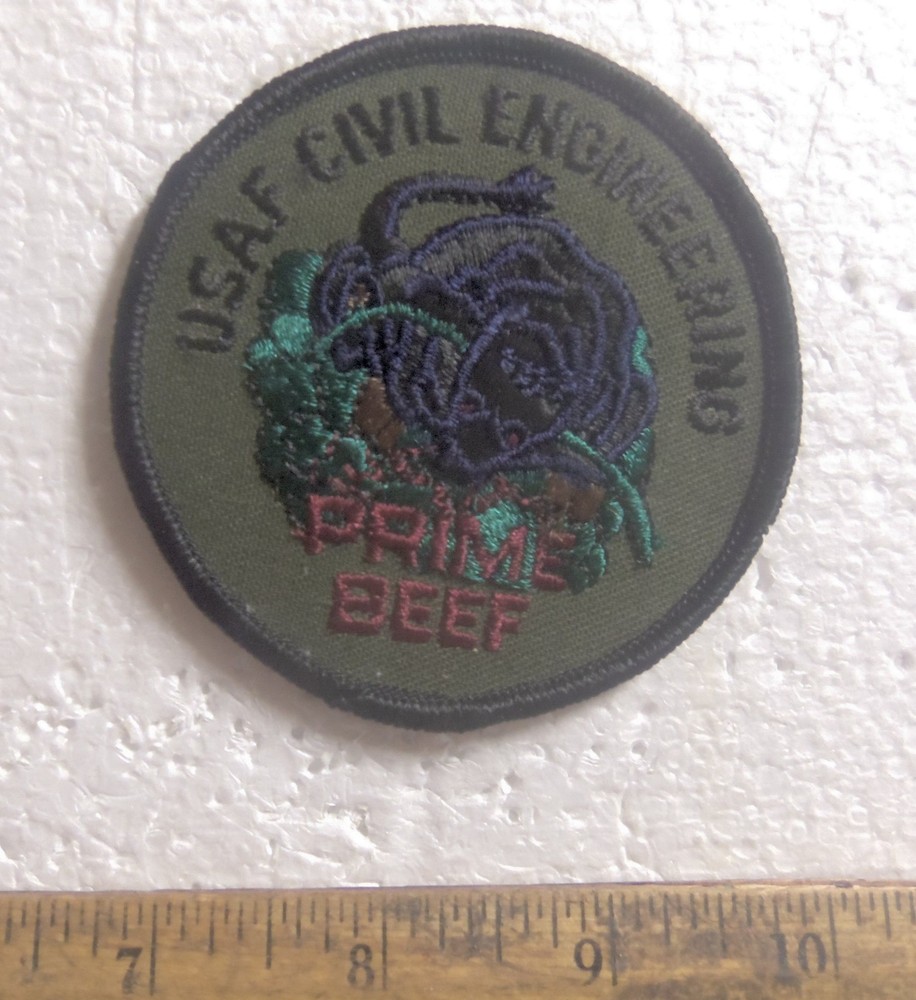 USAF CIVIL ENGINEERING
PRIME
BEEF
7 8 9 10